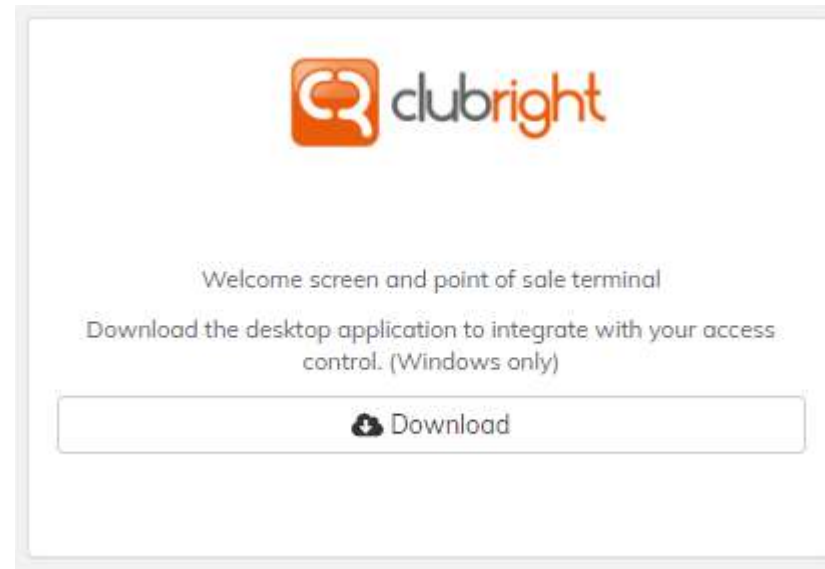 clubright
Welcome screen and point of sale terminal
Download the desktop application to integrate with your access
control. (Windows only)
Download